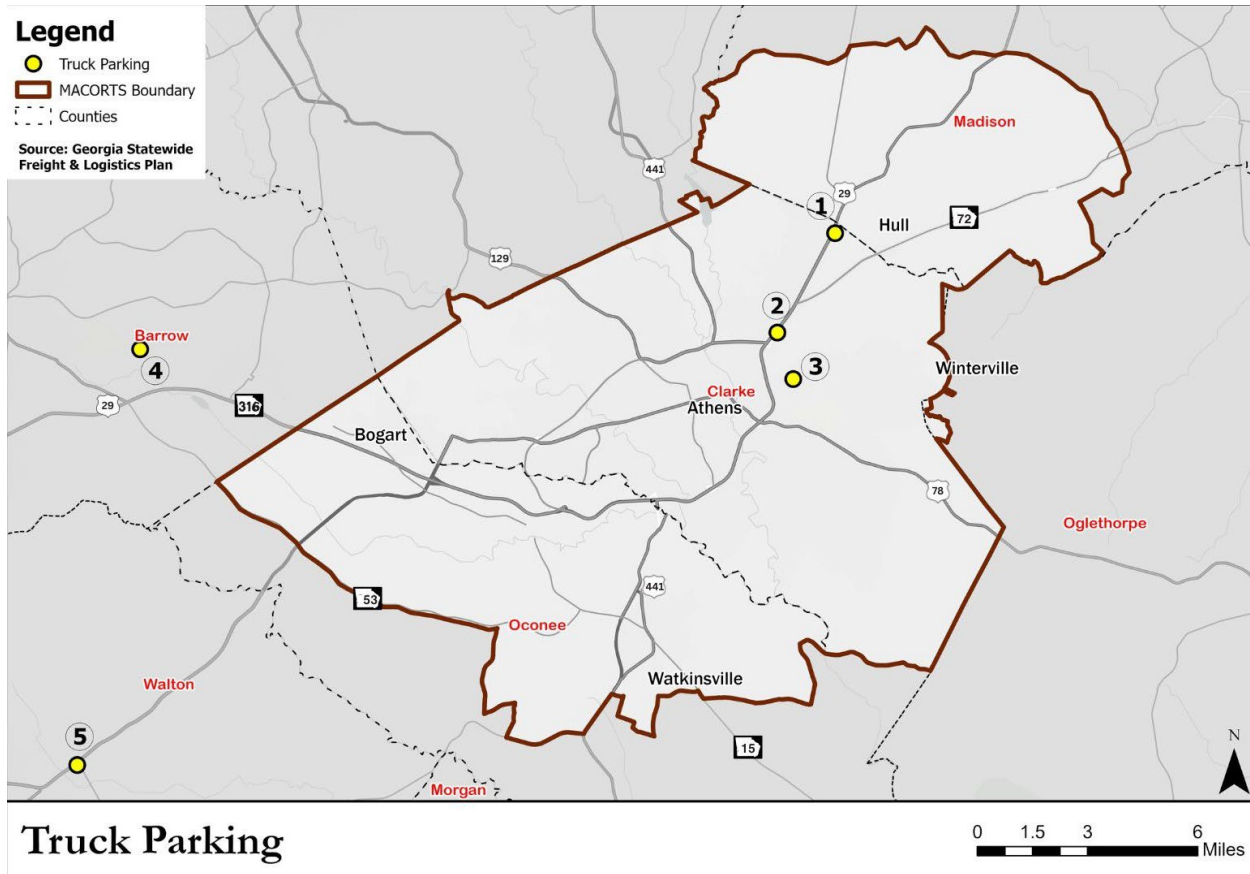 Legend
Truck Parking
MACORTS Boundary
Counties
Source: Georgia Statewide
Freight & Logistics Plan
441
Madison
29
1
Hull
72
129
2
Barrow
4
3
Winterville
Clarke
Athens
29
316
Bogart
78
Oglethorpe
441
53
Oconee
Walton
Watkinsville
5
15
Morgan
N
Truck Parking
0 1.5 3 6
Miles